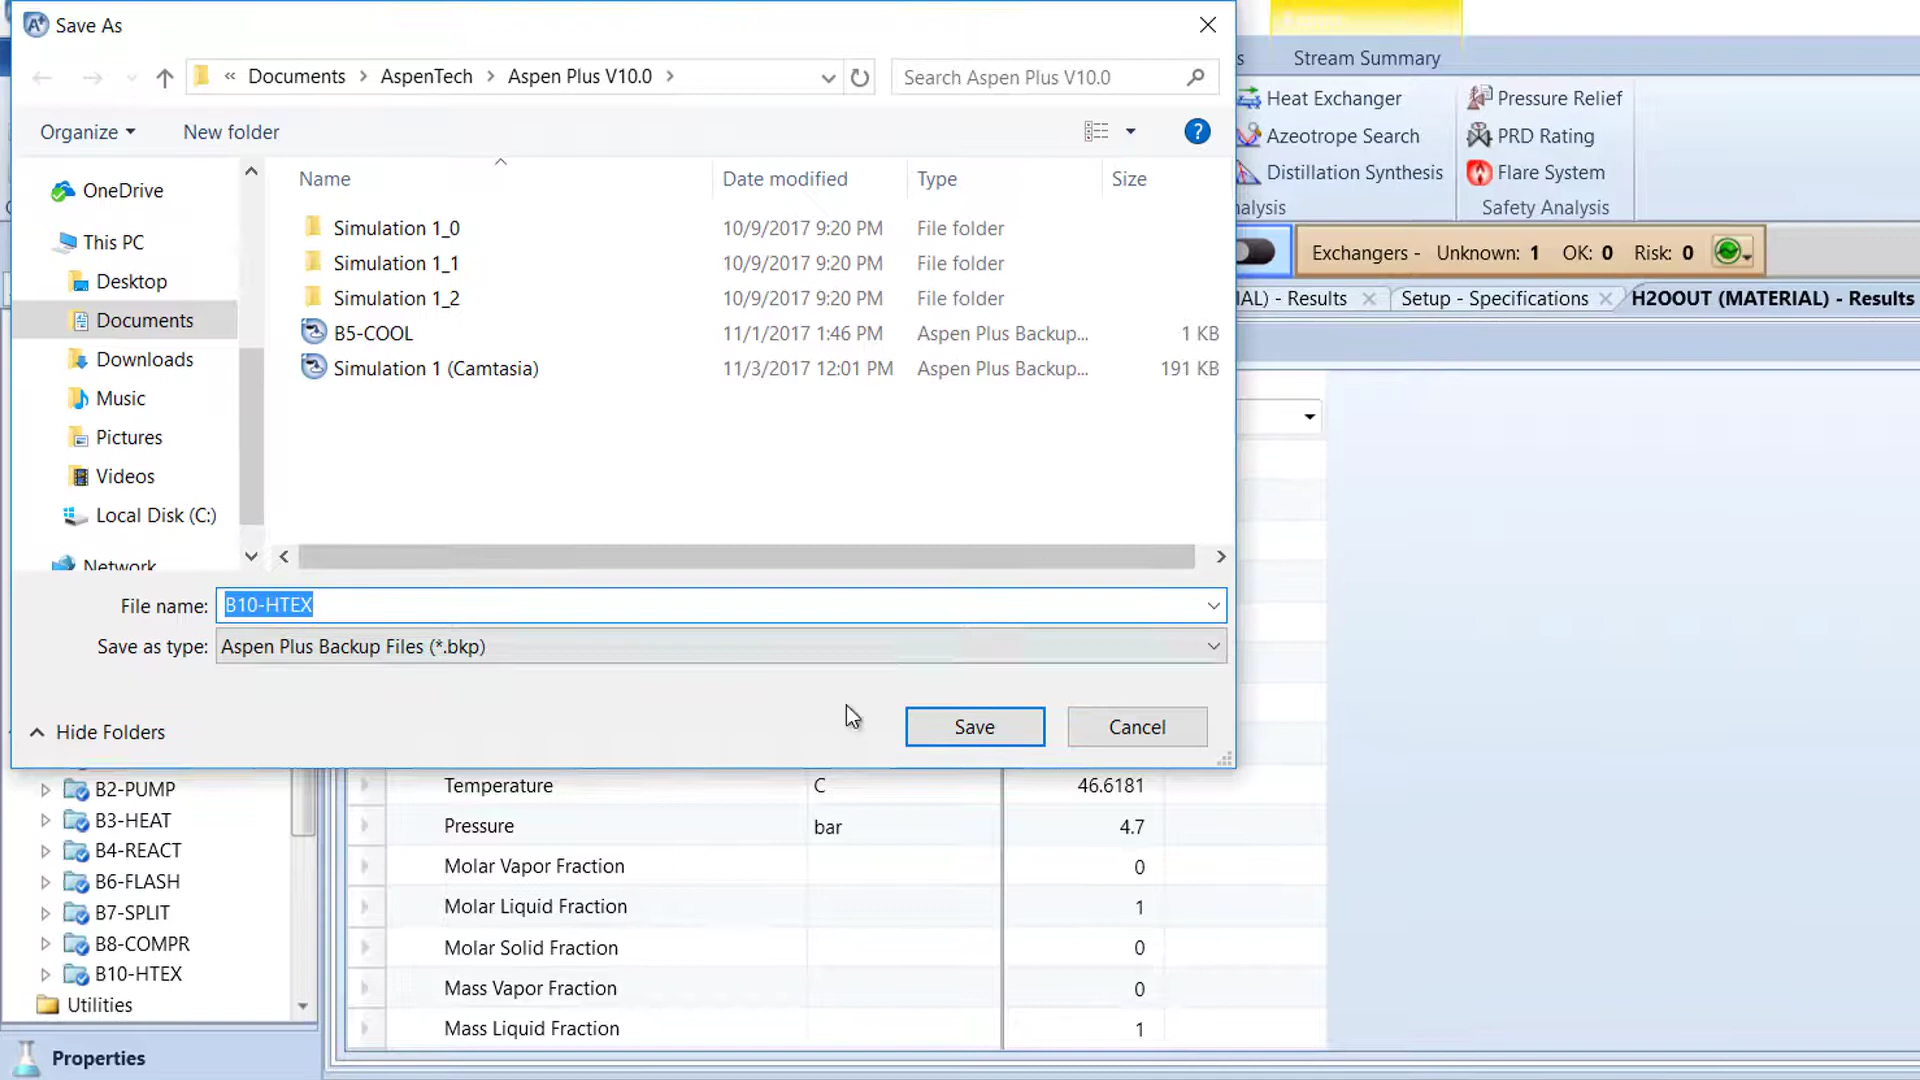 Save As
« Documents > AspenTech > Aspen Plus V10.0 >
Search Aspen Plus V10.0
Organize
New folder
Name
Date modified
Type
Size
OneDrive
This PC
Desktop
Documents
Downloads
Music
Pictures
Videos
Local Disk (C:)
Network
Simulation 1_0 10/9/2017 9:20 PM File folder
Simulation 1_1 10/9/2017 9:20 PM File folder
Simulation 1_2 10/9/2017 9:20 PM File folder
B5-COOL 11/1/2017 1:46 PM Aspen Plus Backup... 1 KB
Simulation 1 (Camtasia) 11/3/2017 12:01 PM Aspen Plus Backup... 191 KB
File name: B10-HTEX
Save as type: Aspen Plus Backup Files (*.bkp)
Hide Folders
Save
Cancel
Stream Summary
Heat Exchanger
Azeotrope Search
Distillation Synthesis
Pressure Relief
PRD Rating
Flare System
Safety Analysis
Exchangers - Unknown: 1 OK: 0 Risk: 0
IAL) - Results
Setup - Specifications
H2OOUT (MATERIAL) - Results
B2-PUMP
B3-HEAT
B4-REACT
B6-FLASH
B7-SPLIT
B8-COMPR
B10-HTEX
Utilities
Properties
Temperature C 46.6181
Pressure bar 4.7
Molar Vapor Fraction 0
Molar Liquid Fraction 1
Molar Solid Fraction 0
Mass Vapor Fraction 0
Mass Liquid Fraction 1